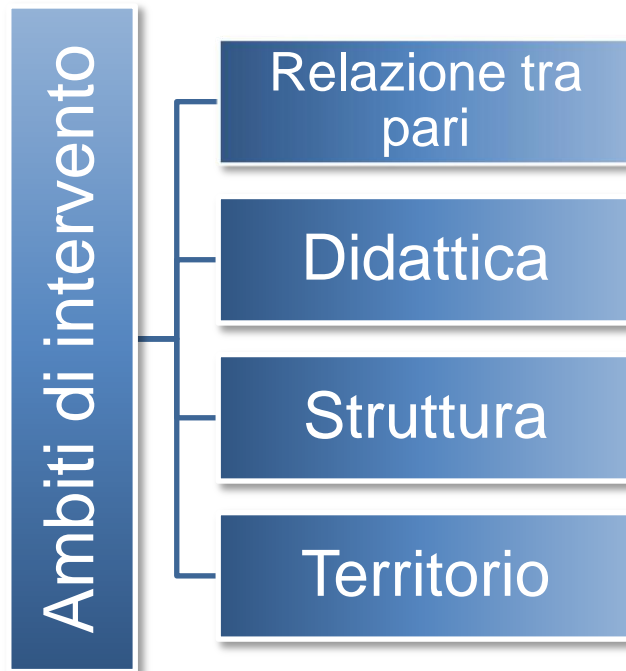 Ambiti di intervento
Relazione tra
pari
Didattica
Struttura
Territorio